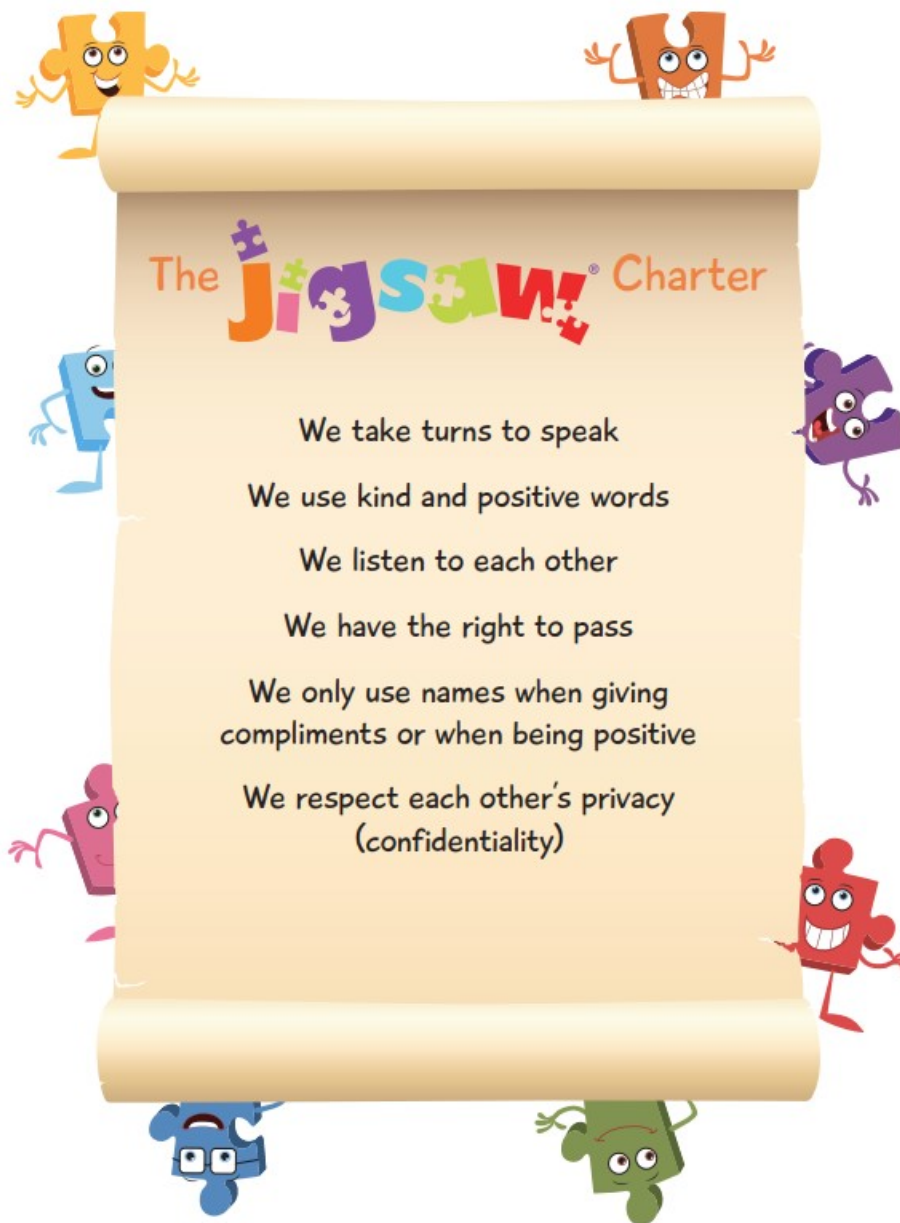 The jigsaw® Charter
We take turns to speak
We use kind and positive words
We listen to each other
We have the right to pass
We only use names when giving
compliments or when being positive
We respect each other's privacy
(confidentiality)